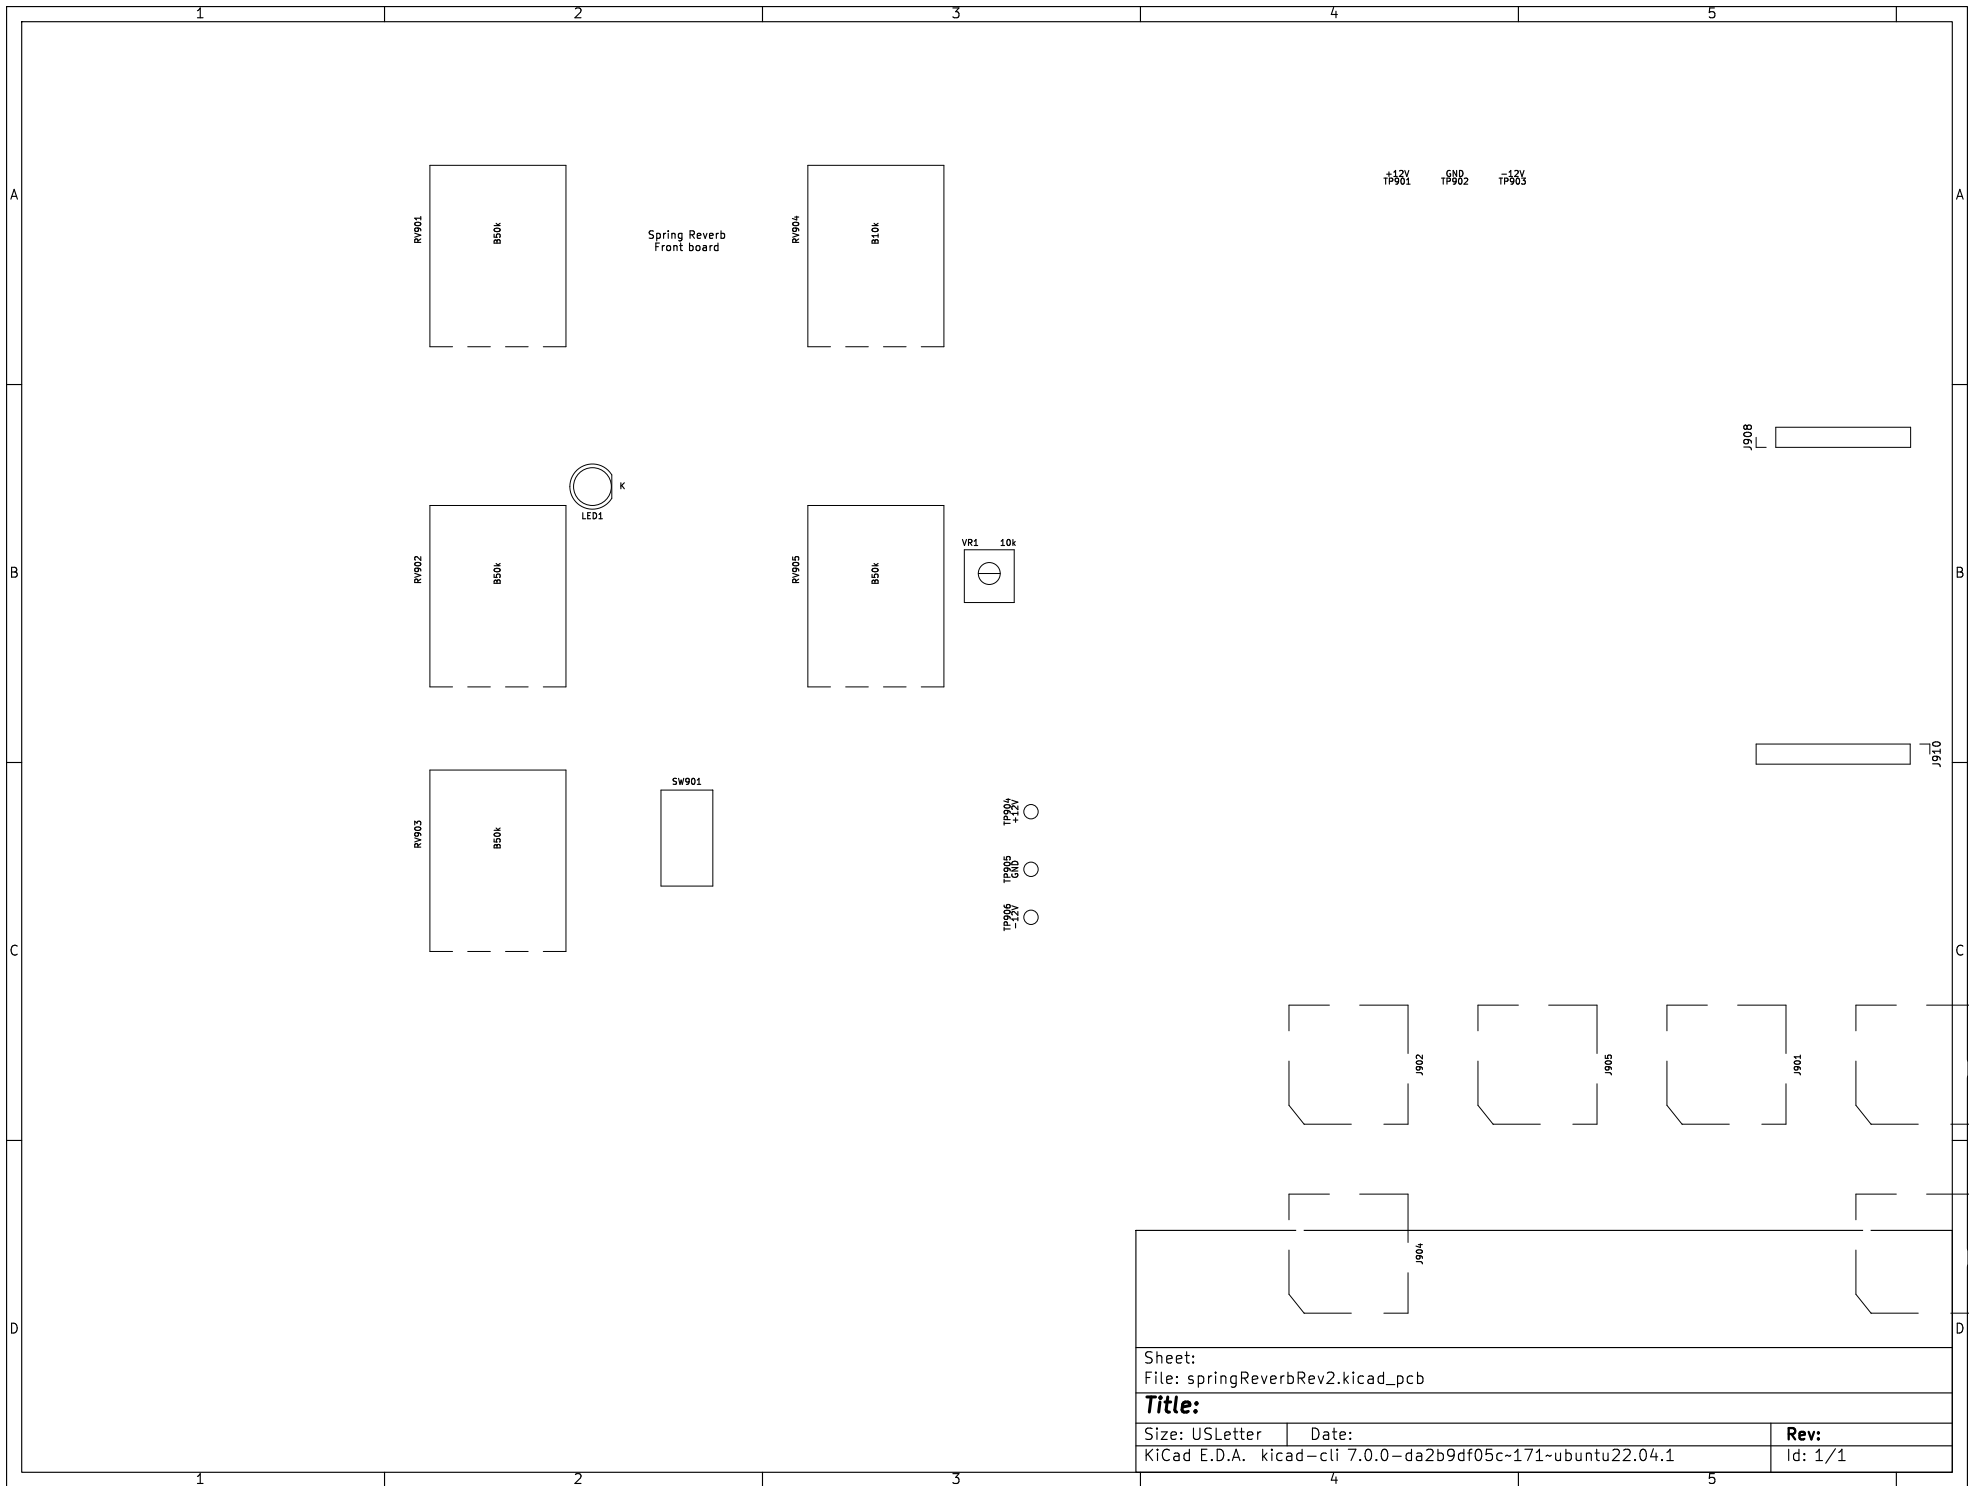 1 2 3 4 5
A A
+12V GND -12V
TP901 TP902 TP903
RV901
B50k
Spring Reverb
Front board
RV904
B10k
J908
K
LED1
RV902
B50k
RV905
B50k
VR1 10k
B B
J910
SW901
RV903
B50k
TP904
+12V
TP905
GND
TP906
-12V
C C
J902
J905
J901
J904
D D
Sheet:
File: springReverbRev2.kicad_pcb
Title:
Size: USLetter Date: Rev:
KiCad E.D.A. kicad-cli 7.0.0-da2b9df05c~171~ubuntu22.04.1 Id: 1/1
1 2 3 4 5